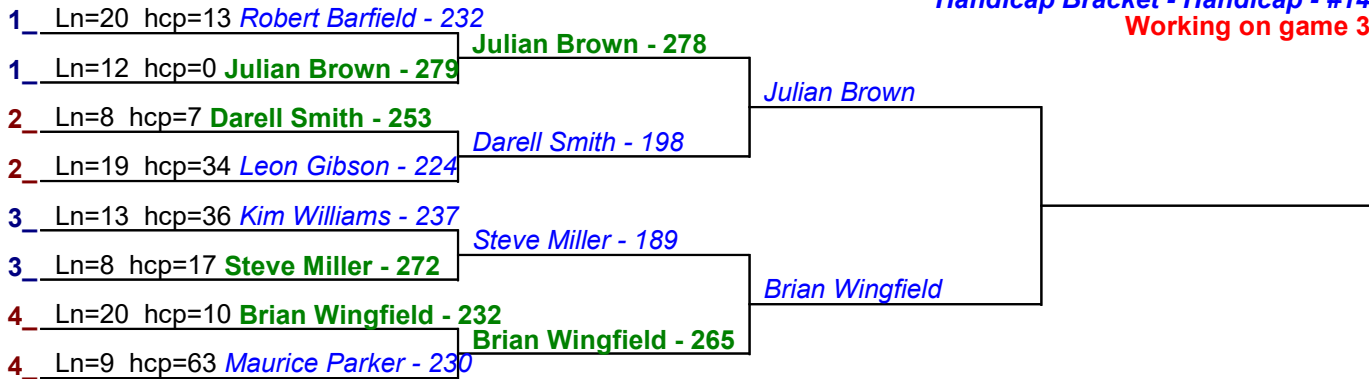 Handicap Bracket - Handicap - #14
Working on game 3
1_ Ln=20 hcp=13 Robert Barfield - 232
Julian Brown - 278
1_ Ln=12 hcp=0 Julian Brown - 279
Julian Brown
2_ Ln=8 hcp=7 Darell Smith - 253
Darell Smith - 198
2_ Ln=19 hcp=34 Leon Gibson - 224
3_ Ln=13 hcp=36 Kim Williams - 237
Steve Miller - 189
3_ Ln=8 hcp=17 Steve Miller - 272
Brian Wingfield
4_ Ln=20 hcp=10 Brian Wingfield - 232
Brian Wingfield - 265
4_ Ln=9 hcp=63 Maurice Parker - 230